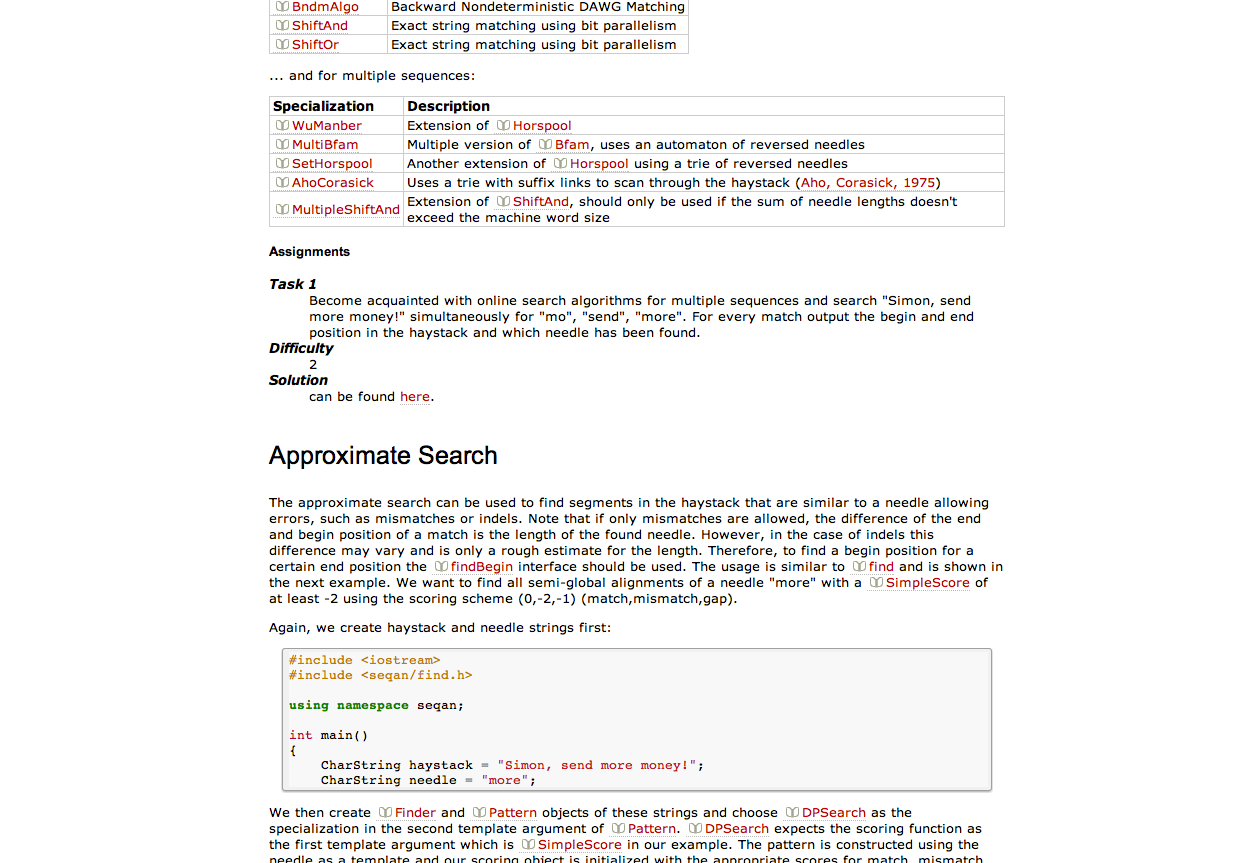 BndmAlgo Backward Nondeterministic DAWG Matching
ShiftAnd Exact string matching using bit parallelism
ShiftOr Exact string matching using bit parallelism
... and for multiple sequences:
Specialization Description
WuManber Extension of Horspool
MultiBfam Multiple version of Bfam, uses an automaton of reversed needles
SetHorspool Another extension of Horspool using a trie of reversed needles
AhoCorasick Uses a trie with suffix links to scan through the haystack (Aho, Corasick, 1975)
MultipleShiftAnd Extension of ShiftAnd, should only be used if the sum of needle lengths doesn't
exceed the machine word size
Assignments
Task 1
Become acquainted with online search algorithms for multiple sequences and search "Simon, send
more money!" simultaneously for "mo", "send", "more". For every match output the begin and end
position in the haystack and which needle has been found.
Difficulty
2
Solution
can be found here.
Approximate Search
The approximate search can be used to find segments in the haystack that are similar to a needle allowing
errors, such as mismatches or indels. Note that if only mismatches are allowed, the difference of the end
and begin position of a match is the length of the found needle. However, in the case of indels this
difference may vary and is only a rough estimate for the length. Therefore, to find a begin position for a
certain end position the findBegin interface should be used. The usage is similar to find and is shown in
the next example. We want to find all semi-global alignments of a needle "more" with a SimpleScore of
at least -2 using the scoring scheme (0,-2,-1) (match,mismatch,gap).
Again, we create haystack and needle strings first:
#include <iostream>
#include <seqan/find.h>
using namespace seqan;
int main()
{
CharString haystack = "Simon, send more money!";
CharString needle = "more";
We then create Finder and Pattern objects of these strings and choose DPSearch as the
specialization in the second template argument of Pattern. DPSearch expects the scoring function as
the first template argument which is SimpleScore in our example. The pattern is constructed using the
needle as a template and our scoring object is initialized with the appropriate scores for match, mismatch